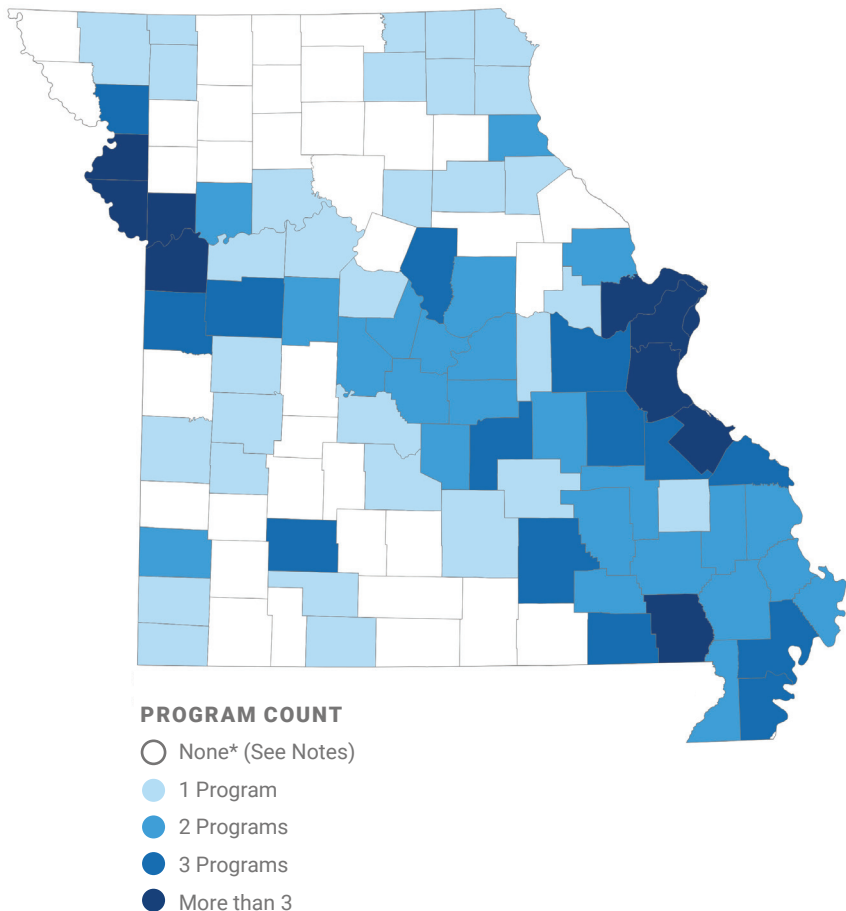 PROGRAM COUNT
None* (See Notes)
1 Program
2 Programs
3 Programs
More than 3